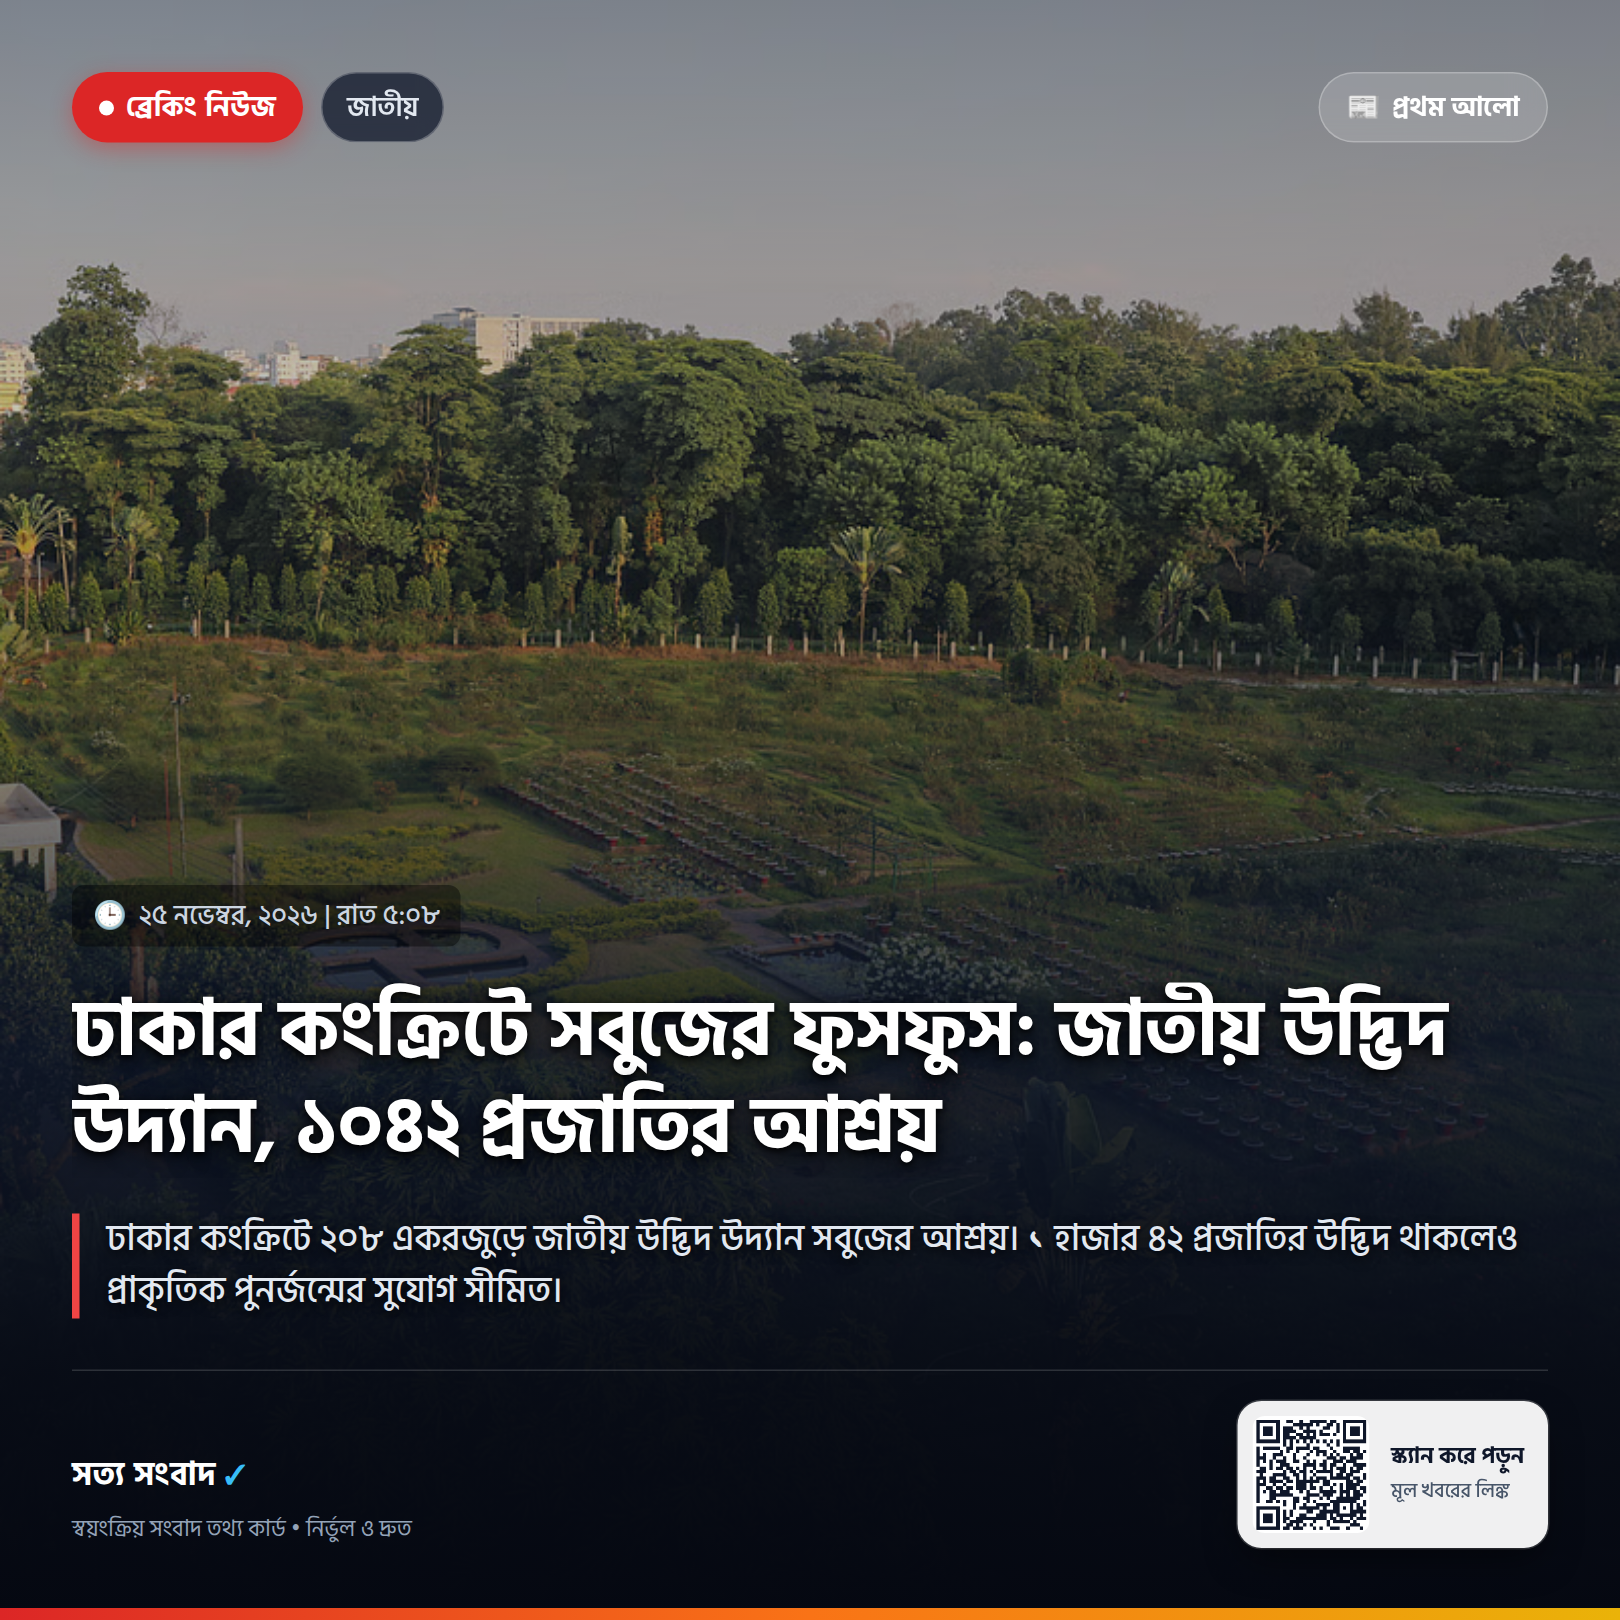 ব্রেকিং নিউজ
জাতীয়
প্রথম আলো
২৫ নভেম্বর, ২০২৬ | রাত ৫:০৮
ঢাকার কংক্রিটে সবুজের ফুসফুস: জাতীয় উদ্ভিদ
উদ্যান, ১০৪২ প্রজাতির আশ্রয়
ঢাকার কংক্রিটে ২০৮ একরজুড়ে জাতীয় উদ্ভিদ উদ্যান সবুজের আশ্রয়। ৎ হাজার ৪২ প্রজাতির উদ্ভিদ থাকলেও
প্রাকৃতিক পুনর্জন্মের সুযোগ সীমিত।
সত্য সংবাদ ✓
স্বয়ংক্রিয় সংবাদ তথ্য কার্ড • নির্ভুল ও দ্রুত
স্ক্যান করে পড়ুন
মূল খবরের লিঙ্ক